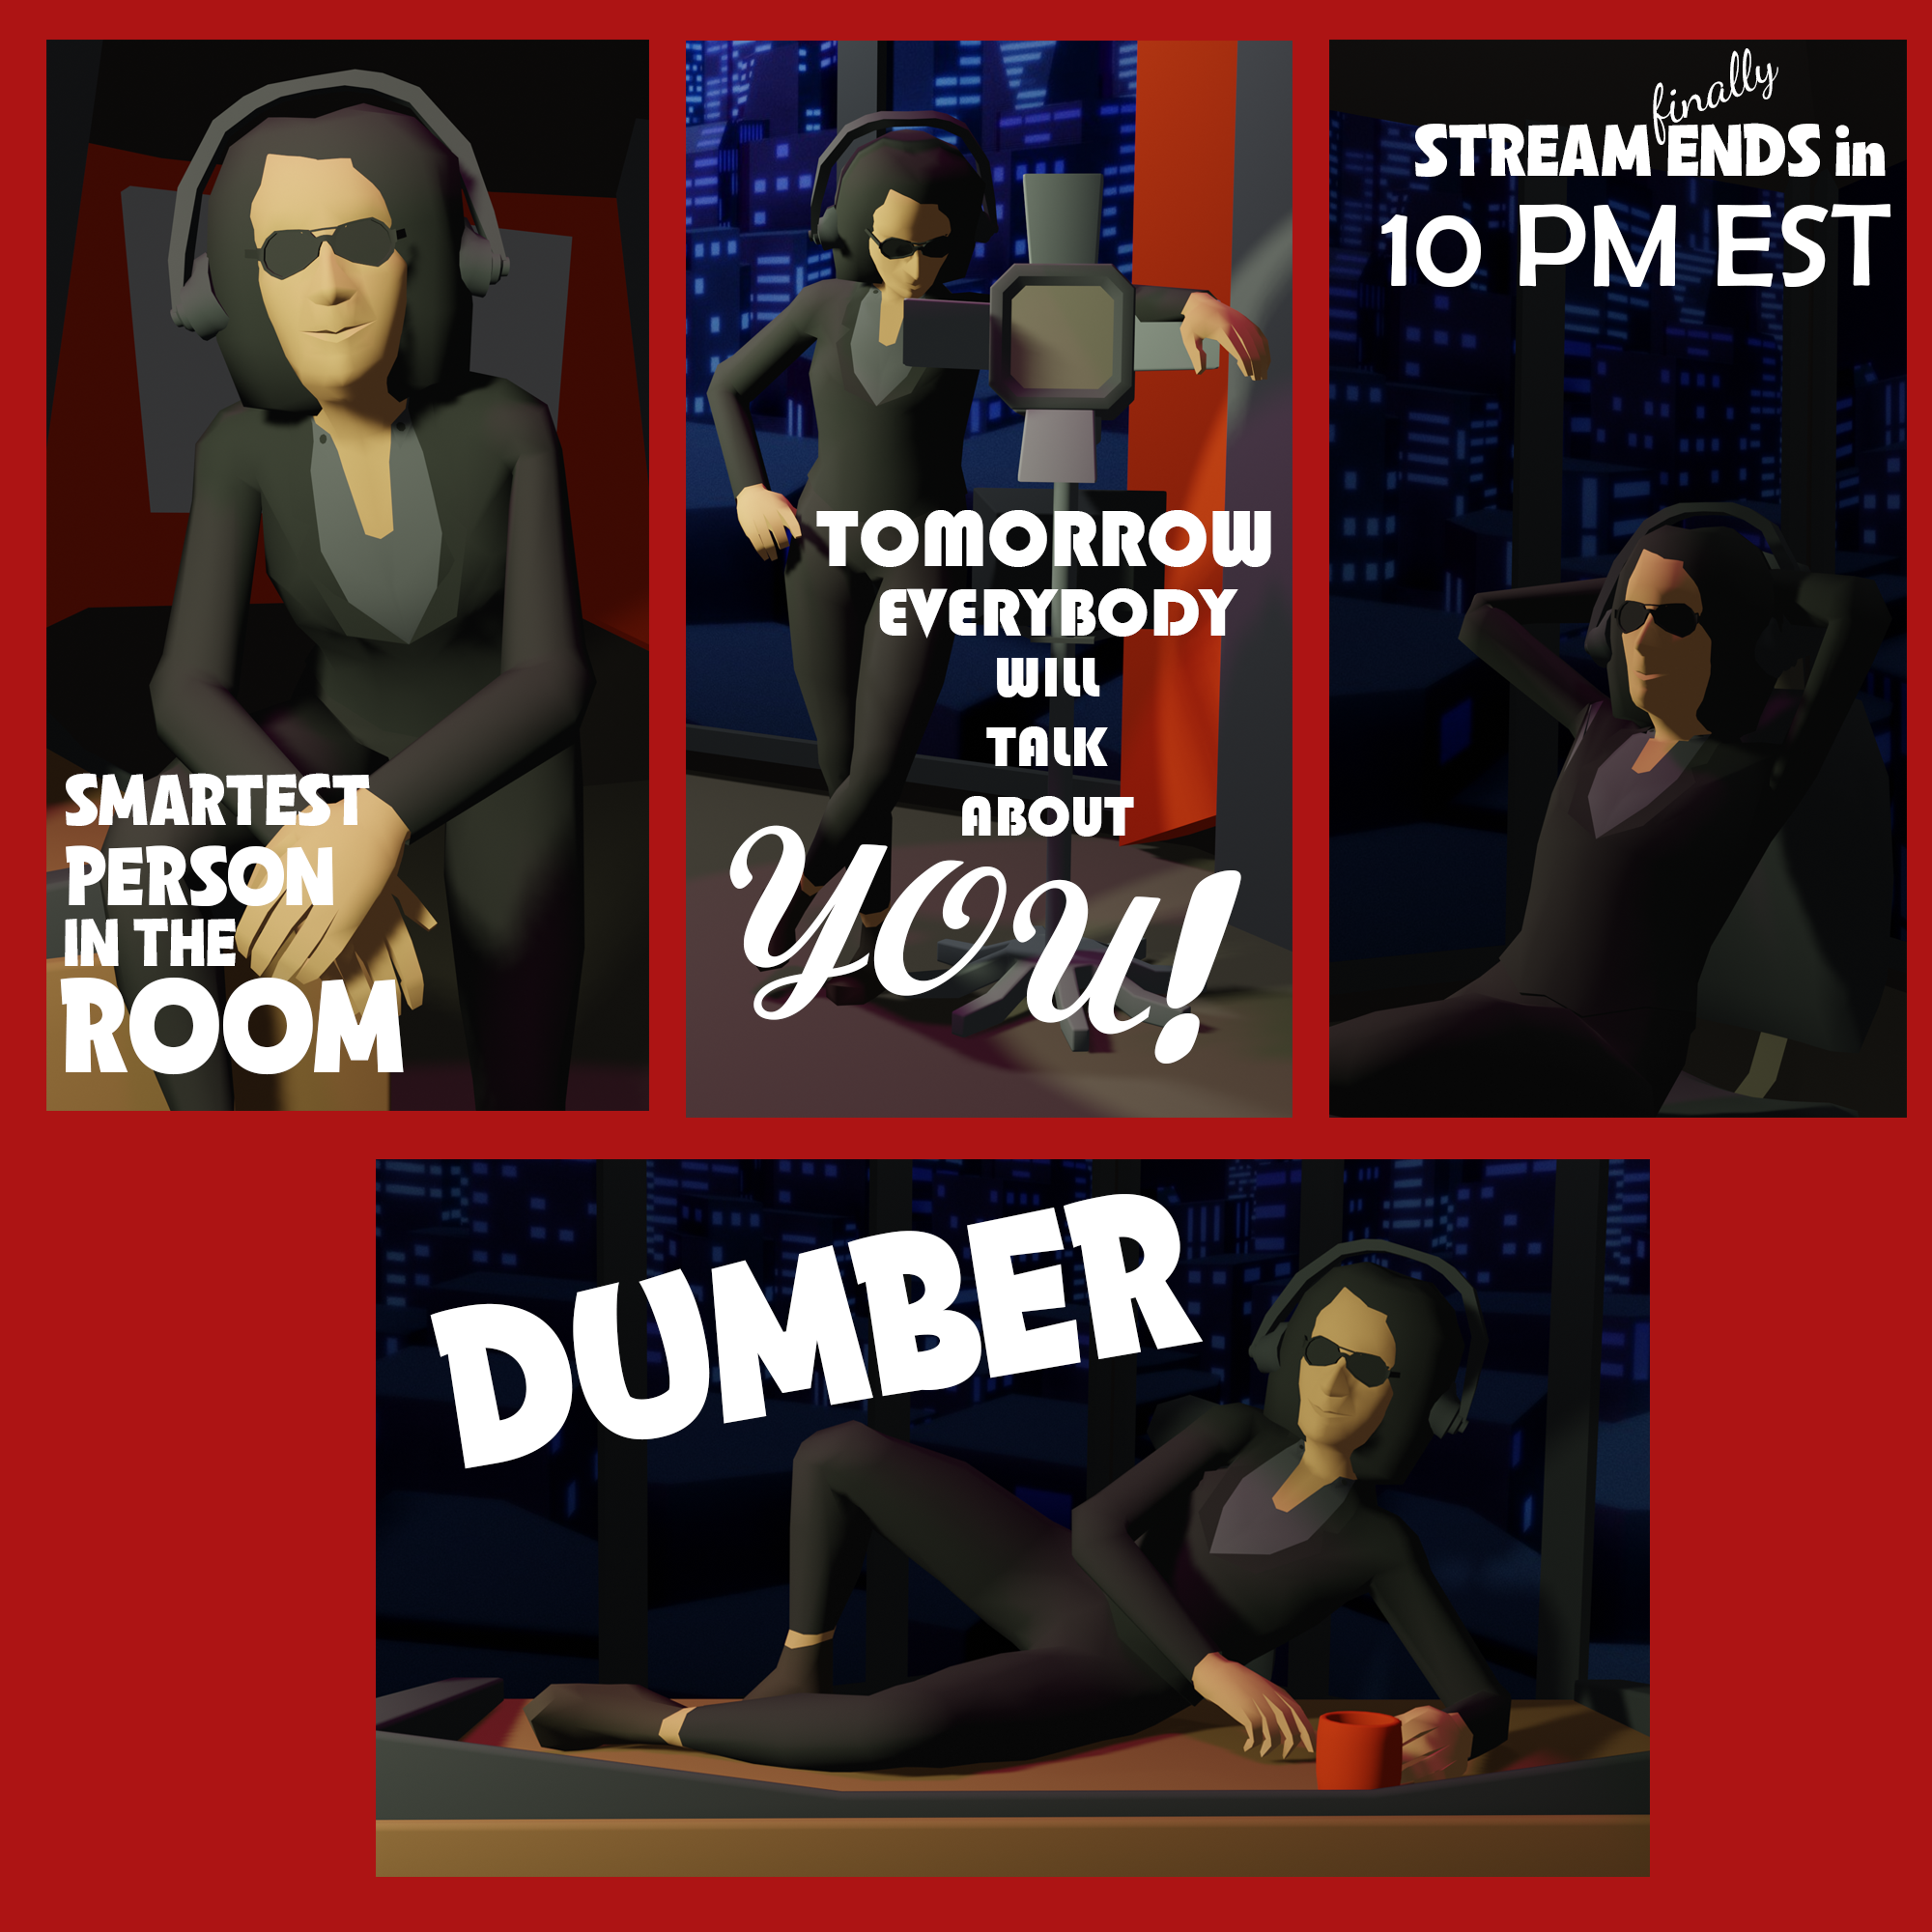 SMARTEST
PERSON
IN THE
ROOM
TOMORROW
EVERYBODY
WILL
TALK
ABOUT
YOU!
finally
STREAM ENDS in
10 PM EST
DUMBER